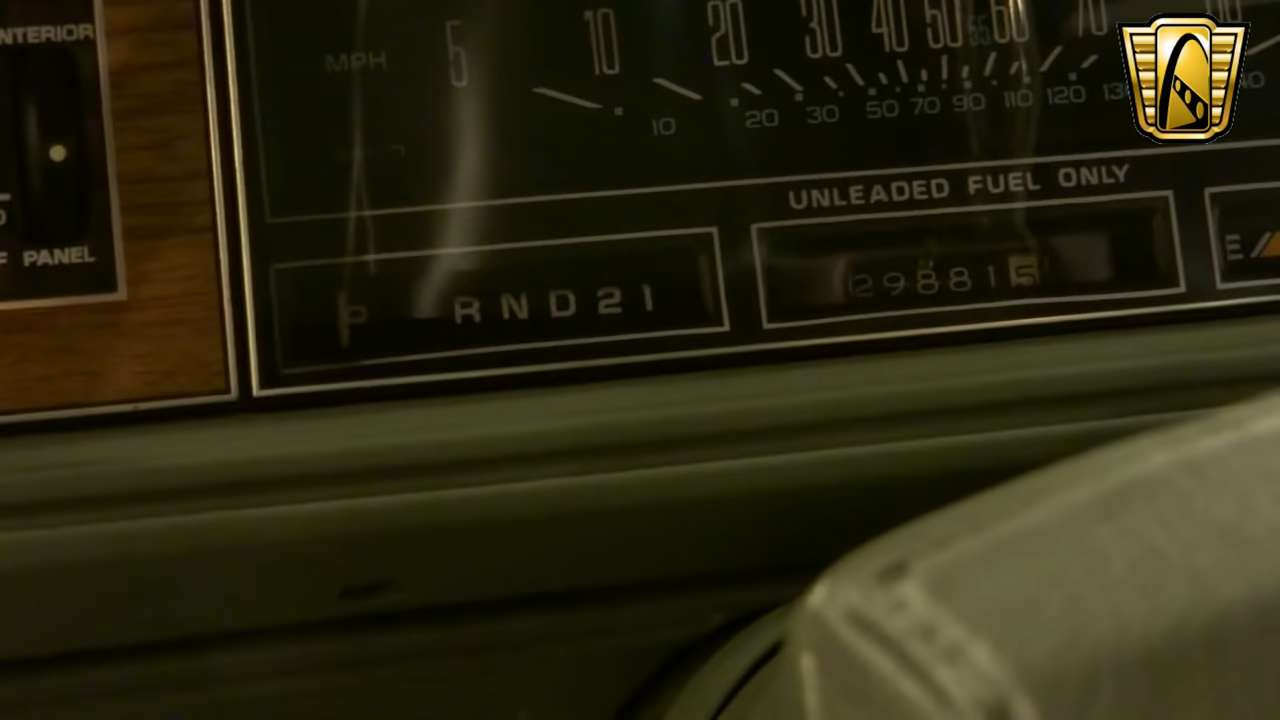 NTERIOR
F PANEL
MPH
5 10 20 30 40 50 55 60 70
10 20 30 50 70 90 110 120
UNLEADED FUEL ONLY
P RND21
298815
E